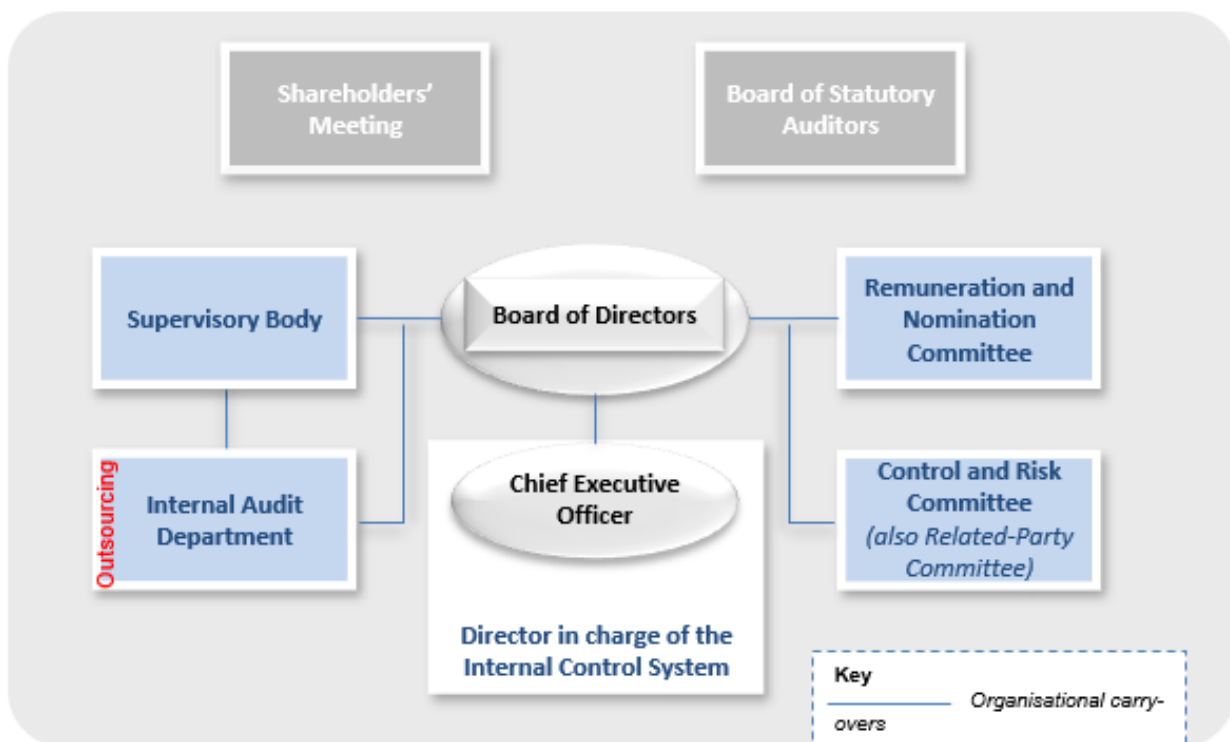 Shareholders'
Meeting
Board of Statutory
Auditors
Supervisory Body
Board of Directors
Remuneration and
Nomination
Committee
Outsourcing
Internal Audit
Department
Chief Executive
Officer
Director in charge of the
Internal Control System
Control and Risk
Committee
(also Related-Party
Committee)
Key
Organisational carry-
overs